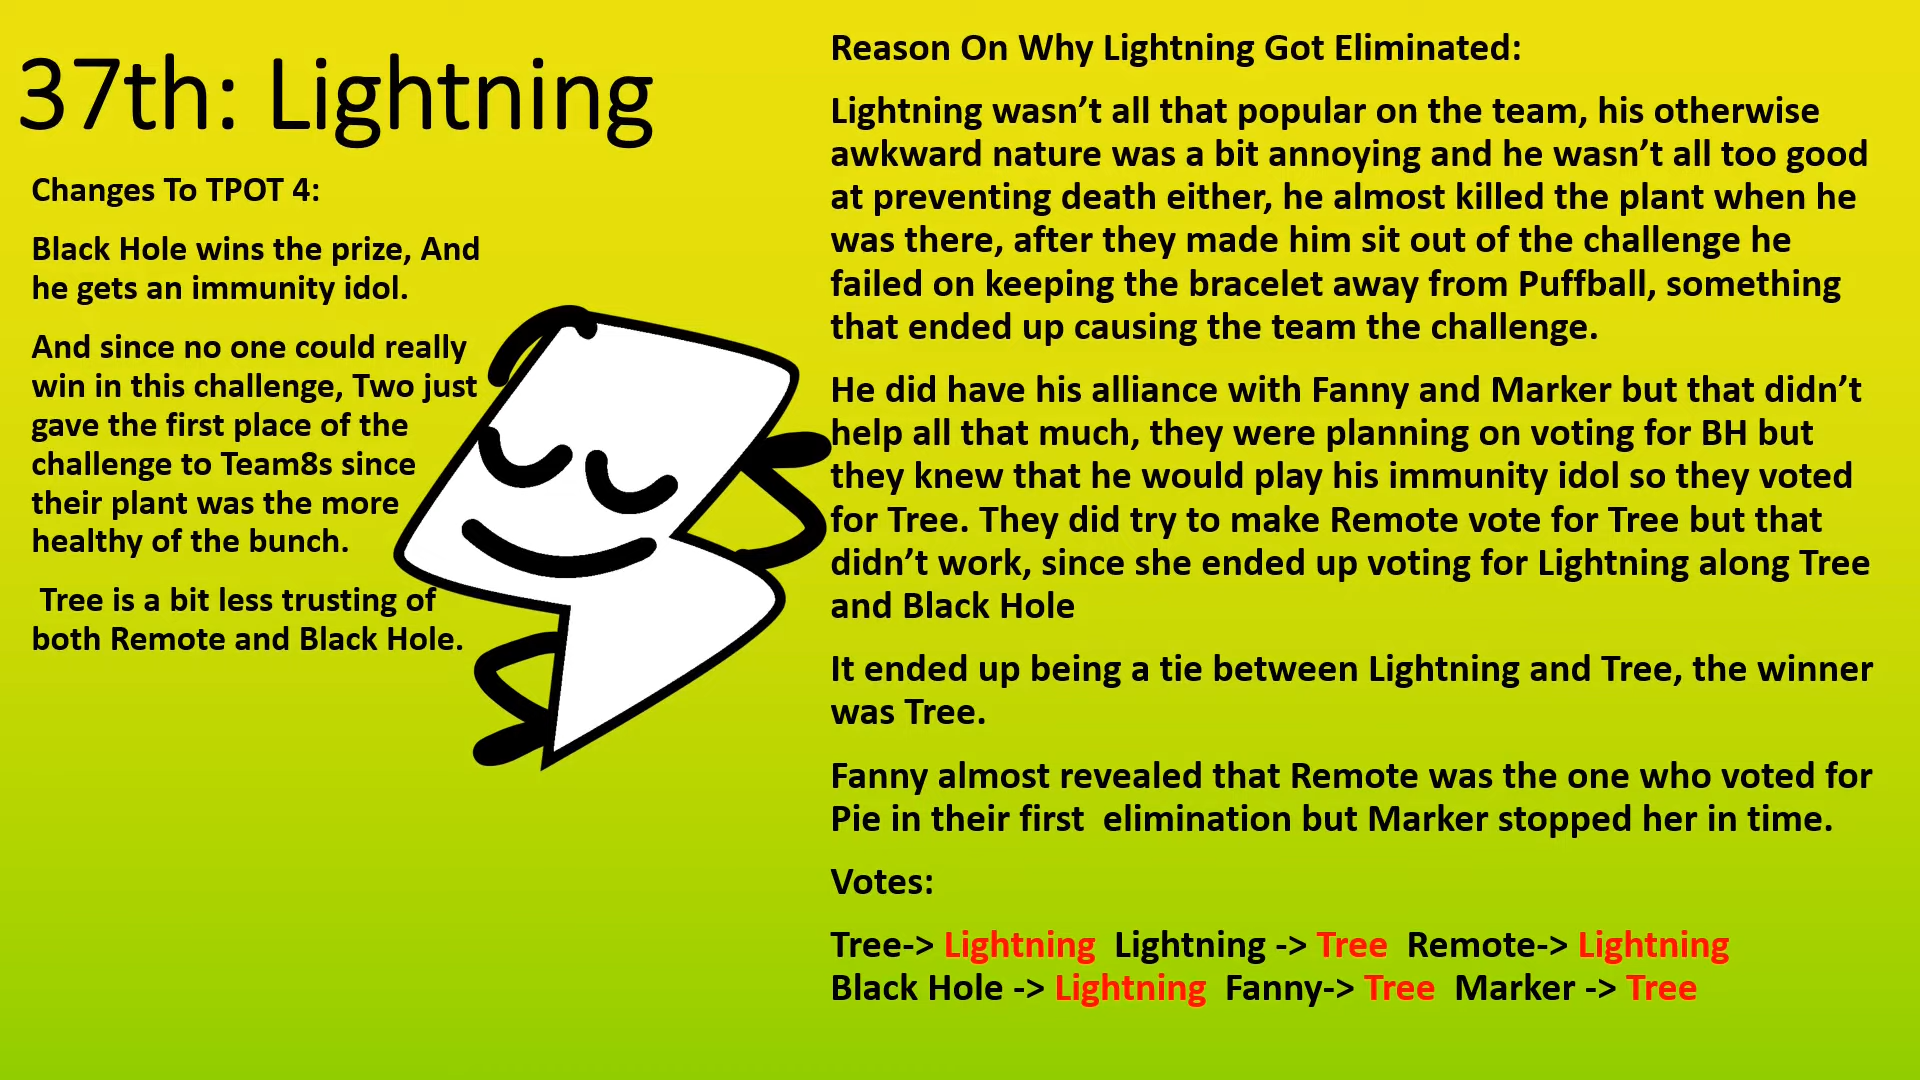 37th: Lightning
Changes To TPOT 4:
Black Hole wins the prize, And
he gets an immunity idol.
And since no one could really
win in this challenge, Two just
gave the first place of the
challenge to Team8s since
their plant was the more
healthy of the bunch.
Tree is a bit less trusting of
both Remote and Black Hole.
Reason On Why Lightning Got Eliminated:
Lightning wasn’t all that popular on the team, his otherwise
awkward nature was a bit annoying and he wasn’t all too good
at preventing death either, he almost killed the plant when he
was there, after they made him sit out of the challenge he
failed on keeping the bracelet away from Puffball, something
that ended up causing the team the challenge.
He did have his alliance with Fanny and Marker but that didn’t
help all that much, they were planning on voting for BH but
they knew that he would play his immunity idol so they voted
for Tree. They did try to make Remote vote for Tree but that
didn’t work, since she ended up voting for Lightning along Tree
and Black Hole
It ended up being a tie between Lightning and Tree, the winner
was Tree.
Fanny almost revealed that Remote was the one who voted for
Pie in their first  elimination but Marker stopped her in time.
Votes:
Tree-> Lightning  Lightning -> Tree  Remote-> Lightning
Black Hole -> Lightning  Fanny-> Tree  Marker -> Tree